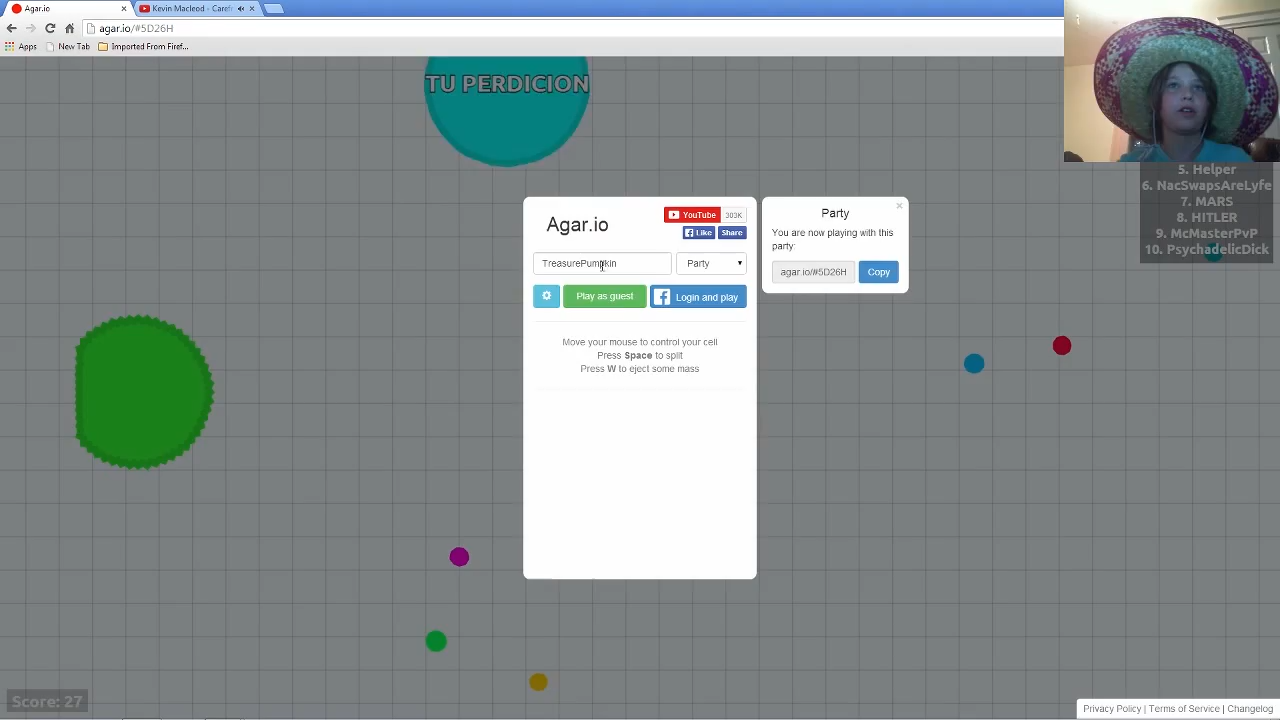 Agar.io
Kevin Macleod - Caref
agar.io/#5D26H
Apps
New Tab
Imported From Firef...
TU PERDICION
5. Helper
6. NacSwapsAreLyfe
7. MARS
8. HITLER
9. McMasterPvP
10. PsychadelicDick
Agar.io
YouTube 303K
Like Share
TreasurePumpkin
Party
Play as guest
Login and play
Move your mouse to control your cell
Press Space to split
Press W to eject some mass
Party
You are now playing with this
party:
agar.io/#5D26H
Copy
Score: 27
Privacy Policy | Terms of Service | Changelog